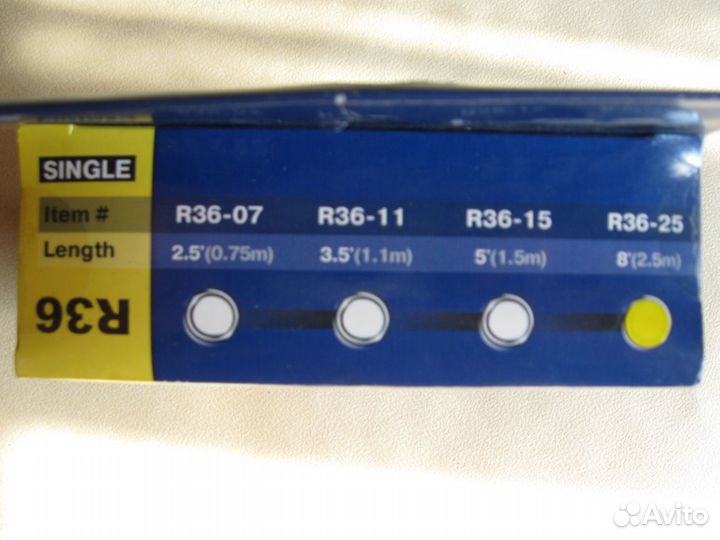 SINGLE
Item # R36-07 R36-11 R36-15 R36-25
Length 2.5'(0.75m) 3.5'(1.1m) 5'(1.5m) 8'(2.5m)
R36
Avito